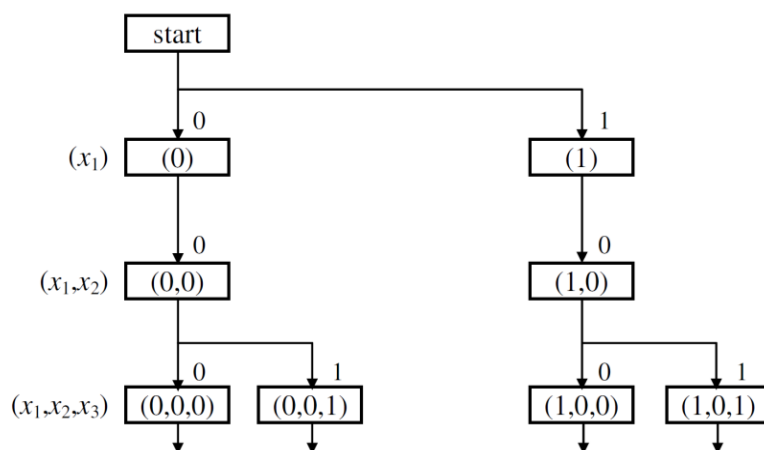 start
0 1
(x₁) (0) (1)
0 0
(x₁,x₂) (0,0) (1,0)
0 1 0 1
(x₁,x₂,x₃) (0,0,0) (0,0,1) (1,0,0) (1,0,1)